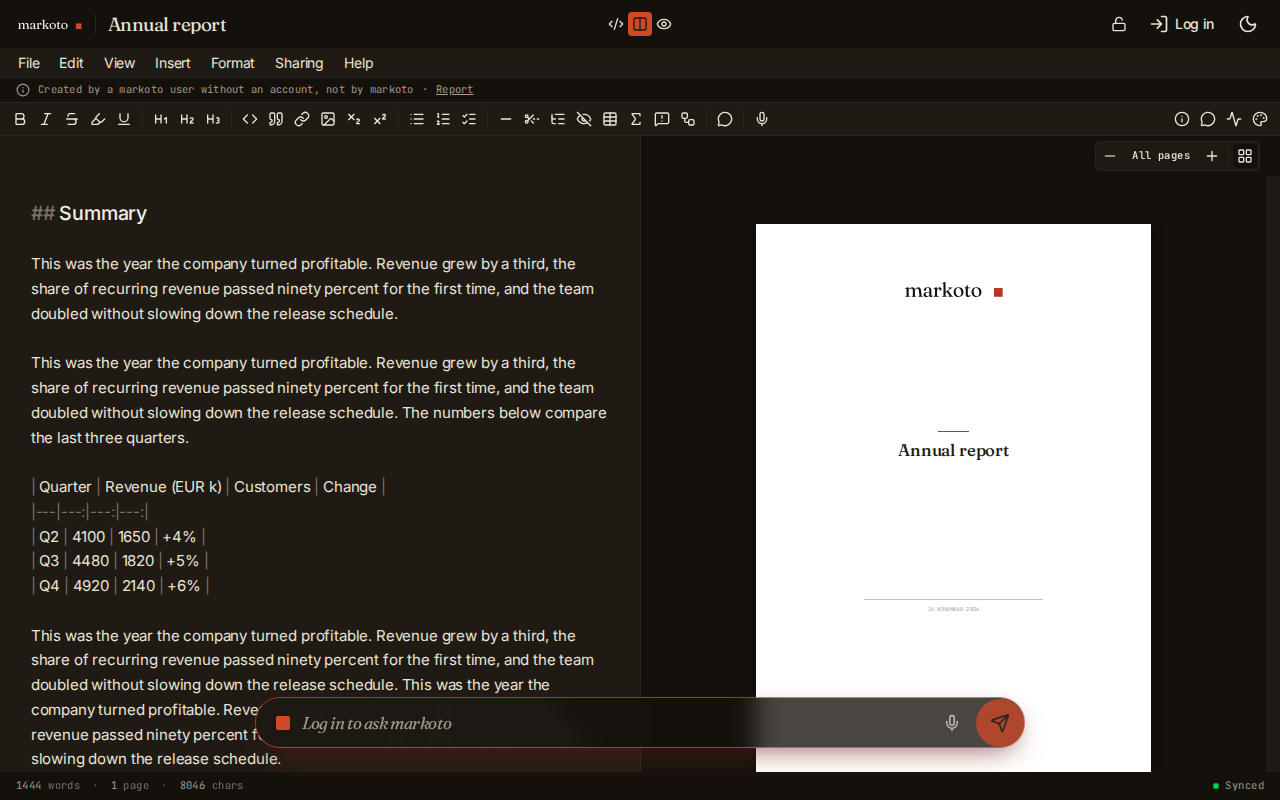 markoto
Annual report
Log in
File Edit View Insert Format Sharing Help
Created by a markoto user without an account, not by markoto · Report
B I S U H1 H2 H3 x2 x2
All pages
## Summary
This was the year the company turned profitable. Revenue grew by a third, the
share of recurring revenue passed ninety percent for the first time, and the team
doubled without slowing down the release schedule.
This was the year the company turned profitable. Revenue grew by a third, the
share of recurring revenue passed ninety percent for the first time, and the team
doubled without slowing down the release schedule. The numbers below compare
the last three quarters.
| Quarter | Revenue (EUR k) | Customers | Change |
|---|---:|---:|---:|
| Q2 | 4100 | 1650 | +4% |
| Q3 | 4480 | 1820 | +5% |
| Q4 | 4920 | 2140 | +6% |
This was the year the company turned profitable. Revenue grew by a third, the
share of recurring revenue passed ninety percent for the first time, and the team
doubled without slowing down the release schedule. This was the year the
company turned profitable. Reve
revenue passed ninety percent f
slowing down the release schedule.
markoto
Annual report
25 NOVEMBER 2026
Log in to ask markoto
1444 words · 1 page · 8046 chars
Synced